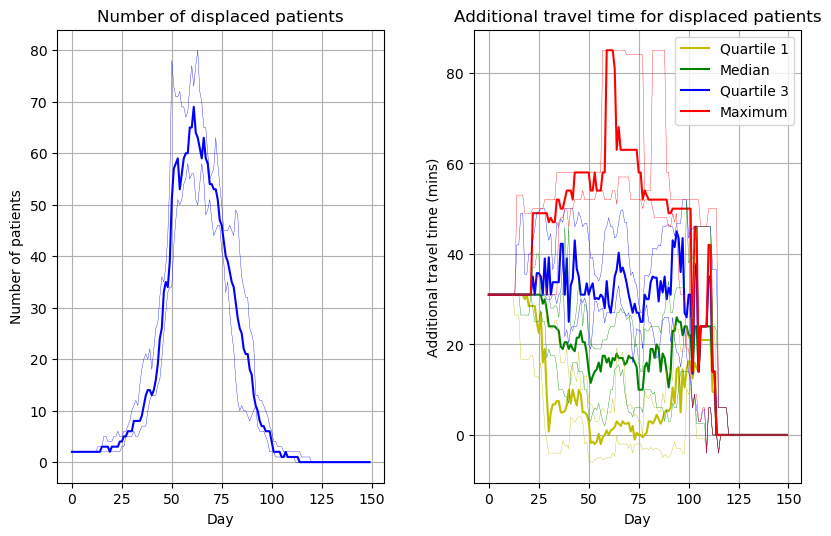 Number of displaced patients
Number of patients
80
70
60
50
40
30
20
10
0
0 25 50 75 100 125 150
Day
Additional travel time for displaced patients
Additional travel time (mins)
80
60
40
20
0
0 25 50 75 100 125 150
Day
Quartile 1
Median
Quartile 3
Maximum